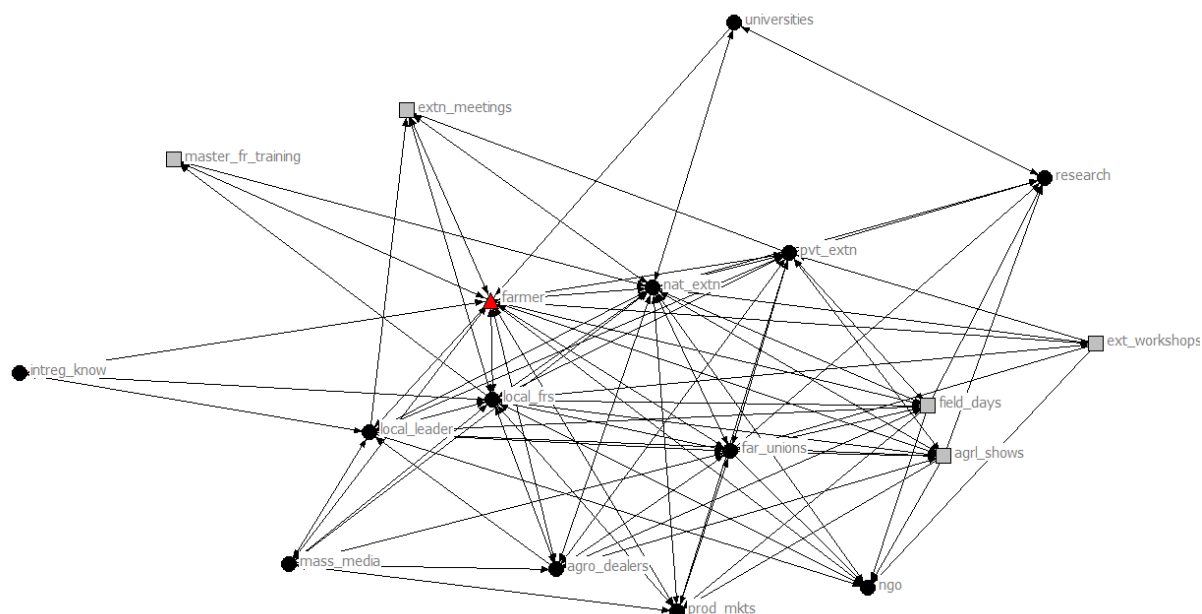 universities
extn_meetings
master_fr_training
research
pvt_extn
nat_extn
farmer
ext_workshops
intreg_know
local_frs
field_days
local_leader
far_unions
agrl_shows
mass_media
agro_dealers
ngo
prod_mkts